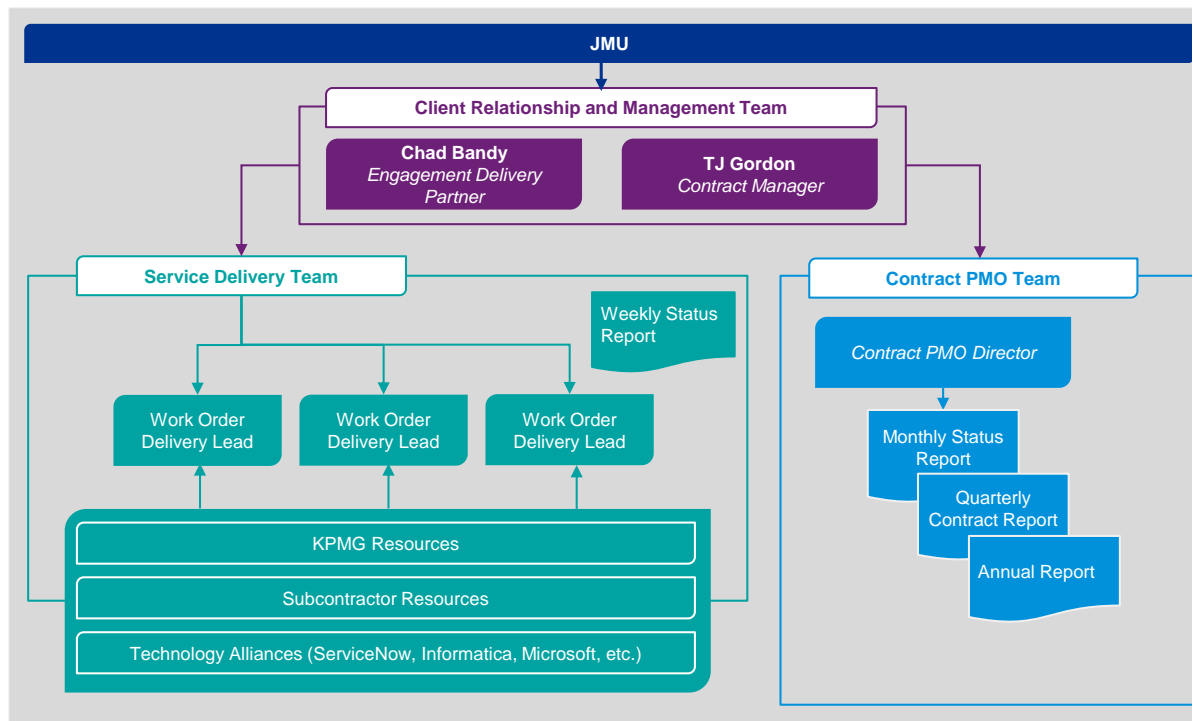 JMU
Client Relationship and Management Team
Chad Bandy
Engagement Delivery
Partner
TJ Gordon
Contract Manager
Service Delivery Team
Weekly Status
Report
Work Order
Delivery Lead
Work Order
Delivery Lead
Work Order
Delivery Lead
KPMG Resources
Subcontractor Resources
Technology Alliances (ServiceNow, Informatica, Microsoft, etc.)
Contract PMO Team
Contract PMO Director
Monthly Status
Report
Quarterly
Contract Report
Annual Report